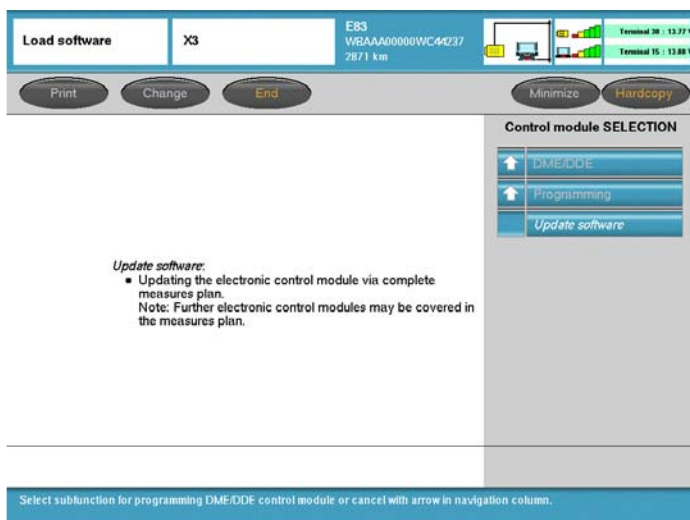 Load software
X3
E83
WBAAA00000WC44237
2871 km
Terminal 30 : 13.77 V
Terminal 15 : 13.88 V
Print
Change
End
Minimize
Hardcopy
Control module SELECTION
DME/DDE
Programming
Update software
Update software:
Updating the electronic control module via complete
measures plan.
Note: Further electronic control modules may be covered in
the measures plan.
Select subfunction for programming DME/DDE control module or cancel with arrow in navigation column.